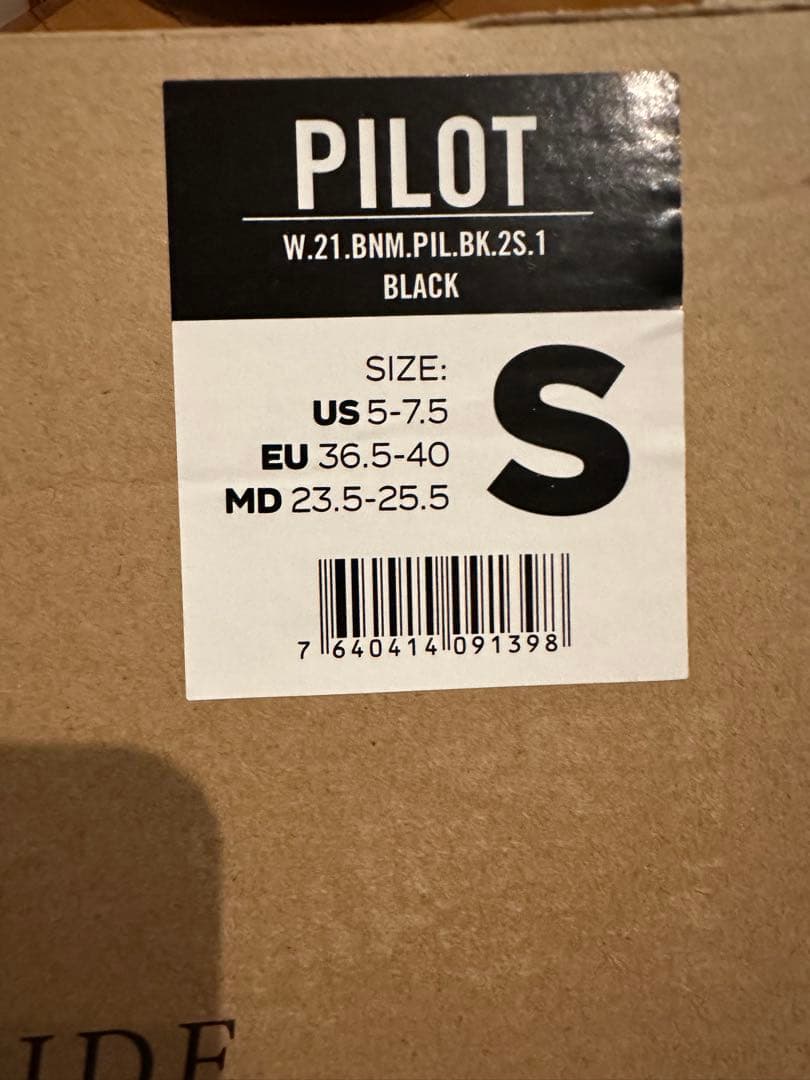 PILOT
W.21.BNM.PIL.BK.2S.1
BLACK
SIZE:
US 5-7.5
EU 36.5-40
MD 23.5-25.5
S
7 640414 091398
IDE